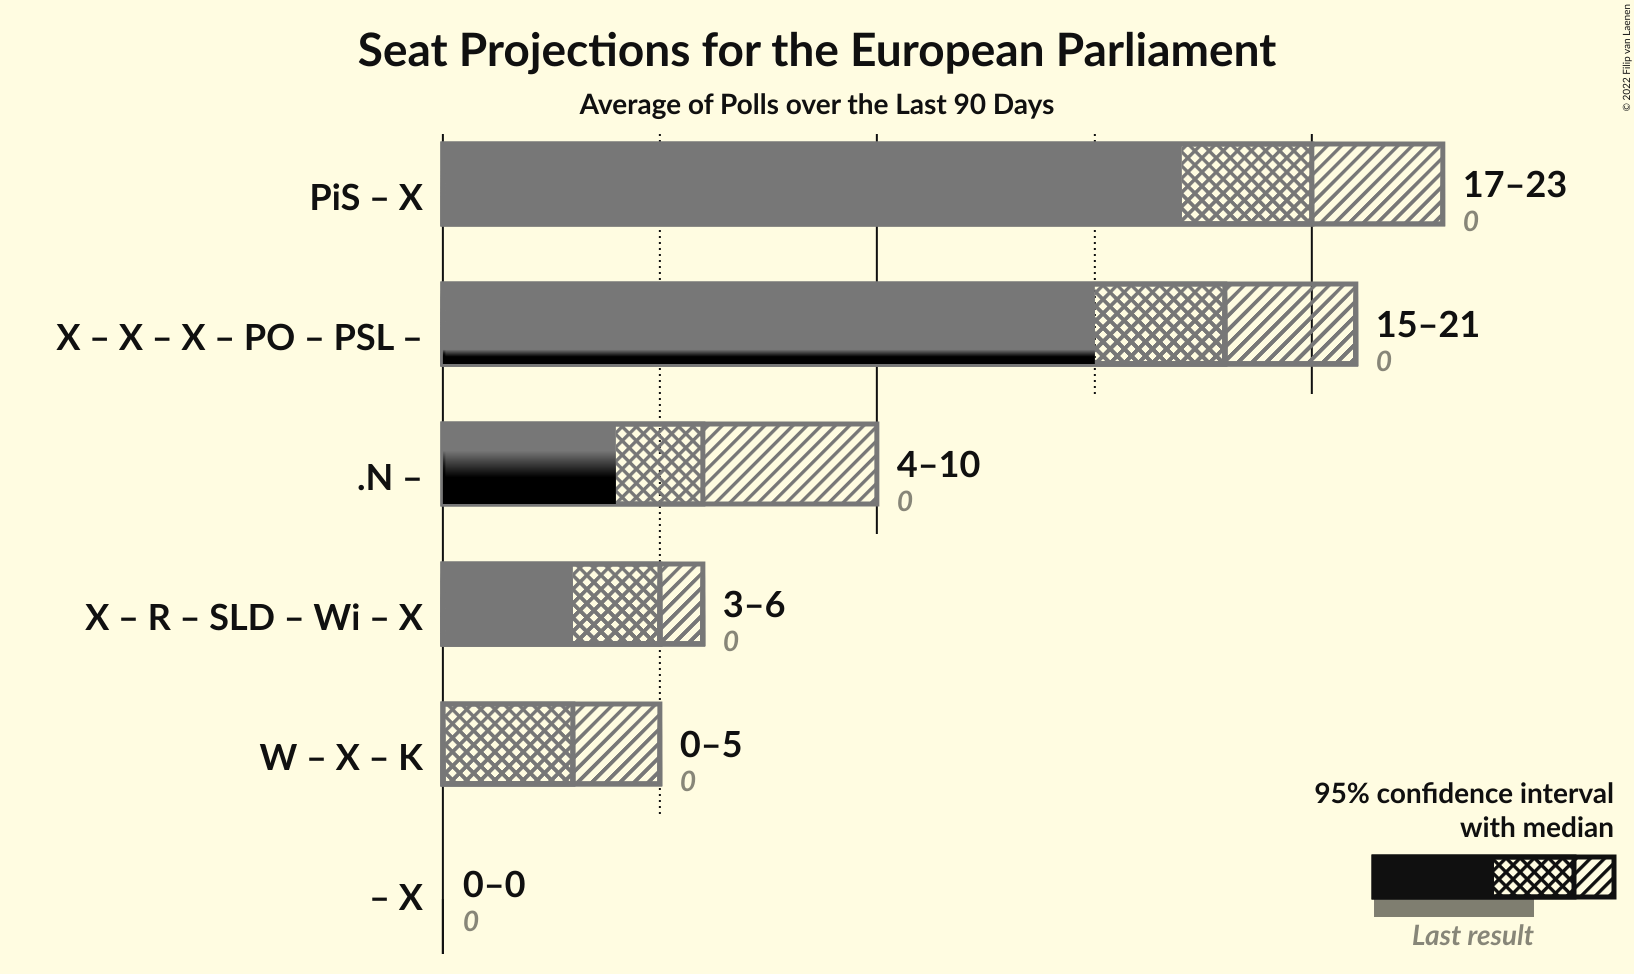 Seat Projections for the European Parliament
Average of Polls over the Last 90 Days
© 2022 Filip van Laenen
PiS – X
17–23
0
X – X – X – PO – PSL –
15–21
0
.N –
4–10
0
X – R – SLD – Wi – X
3–6
0
W – X – K
0–5
0
– X
0–0
0
95% confidence interval
with median
Last result